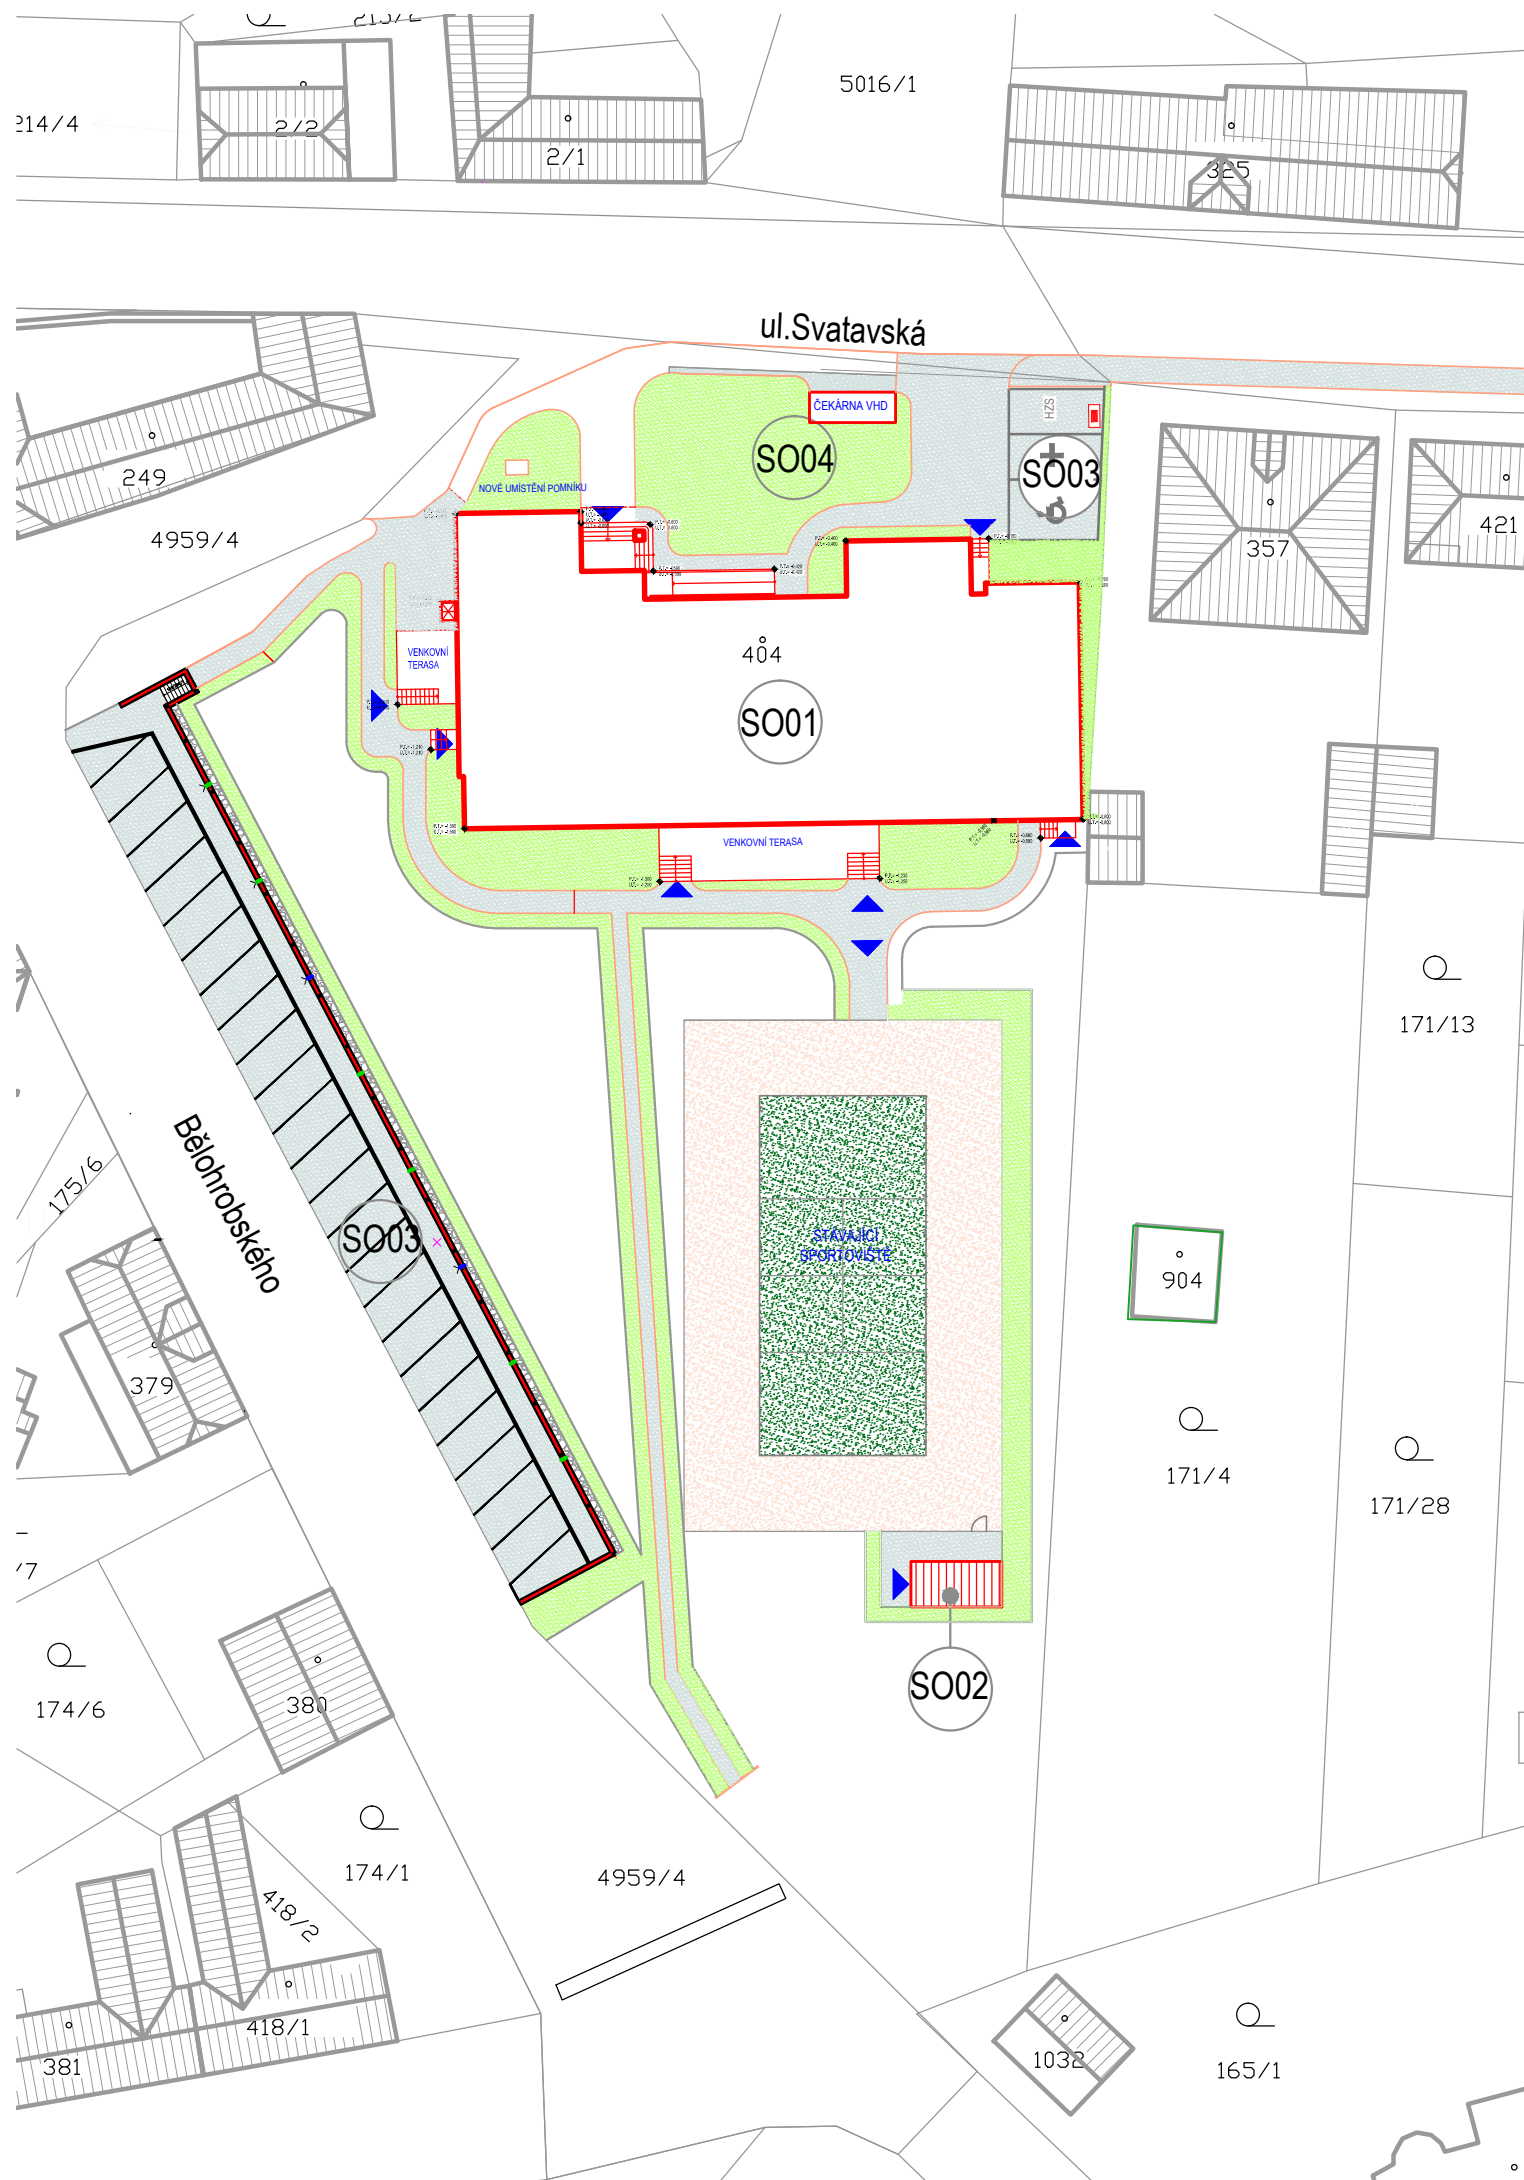 5016/1
214/4
2/2
2/1
325
ul.Svatavská
ČEKÁRNA VHD
HZS
SO04
SO03
249
NOVÉ UMÍSTĚNÍ POMNÍKU
4959/4
357
421
404
VENKOVNÍ
TERASA
SO01
VENKOVNÍ TERASA
171/13
175/6
Bělohrobského
SO03
STÁVAJÍCÍ
SPORTOVIŠTĚ
904
379
171/4
171/28
SO02
174/6
380
174/1
4959/4
418/2
418/1
381
1032
165/1